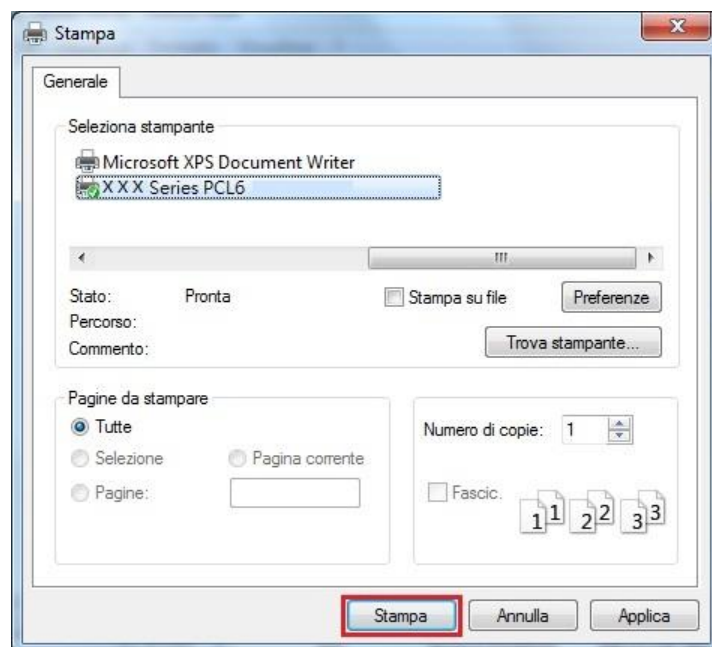 Stampa
Generale
Seleziona stampante
Microsoft XPS Document Writer
X X X Series PCL6
Stato: Pronta
Stampa su file
Preferenze
Percorso:
Commento:
Trova stampante...
Pagine da stampare
Tutte
Selezione
Pagina corrente
Pagine:
Numero di copie: 1
Fascic.
1 1 2 2 3 3
Stampa
Annulla
Applica